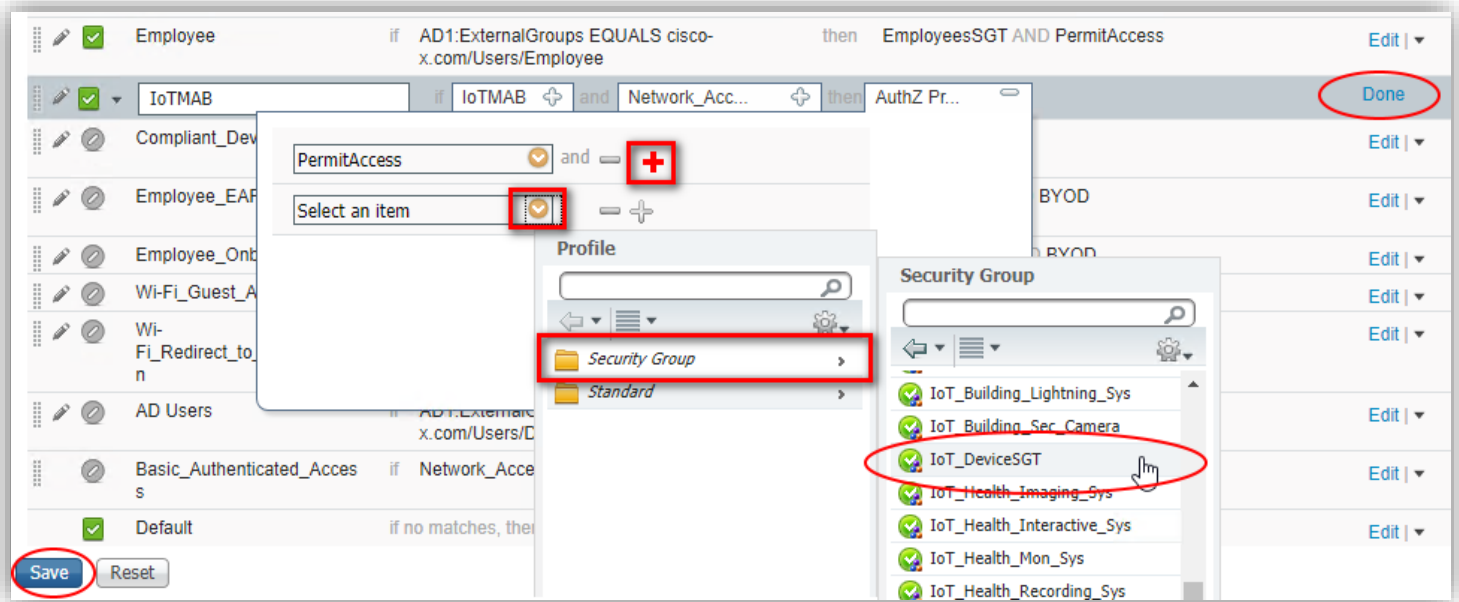 Employee if AD1:ExternalGroups EQUALS cisco- then EmployeesSGT AND PermitAccess Edit |
x.com/Users/Employee
IoTMAB if IoTMAB and Network_Acc... then AuthZ Pr... Done
Compliant_Dev Edit |
PermitAccess and
Employee_EAP BYOD Edit |
Select an item
Employee_Onb BYOD Edit |
Wi-Fi_Guest_A Edit |
Wi- Edit |
Fi_Redirect_to_
n
AD Users if AD1:ExternalG Edit |
x.com/Users/D
Basic_Authenticated_Acces if Network_Acce Edit |
s
Default if no matches, then Edit |
Save Reset
Profile
Security Group
Standard
Security Group
IoT_Building_Lightning_Sys
IoT_Building_Sec_Camera
IoT_DeviceSGT
IoT_Health_Imaging_Sys
IoT_Health_Interactive_Sys
IoT_Health_Mon_Sys
IoT_Health_Recording_Sys